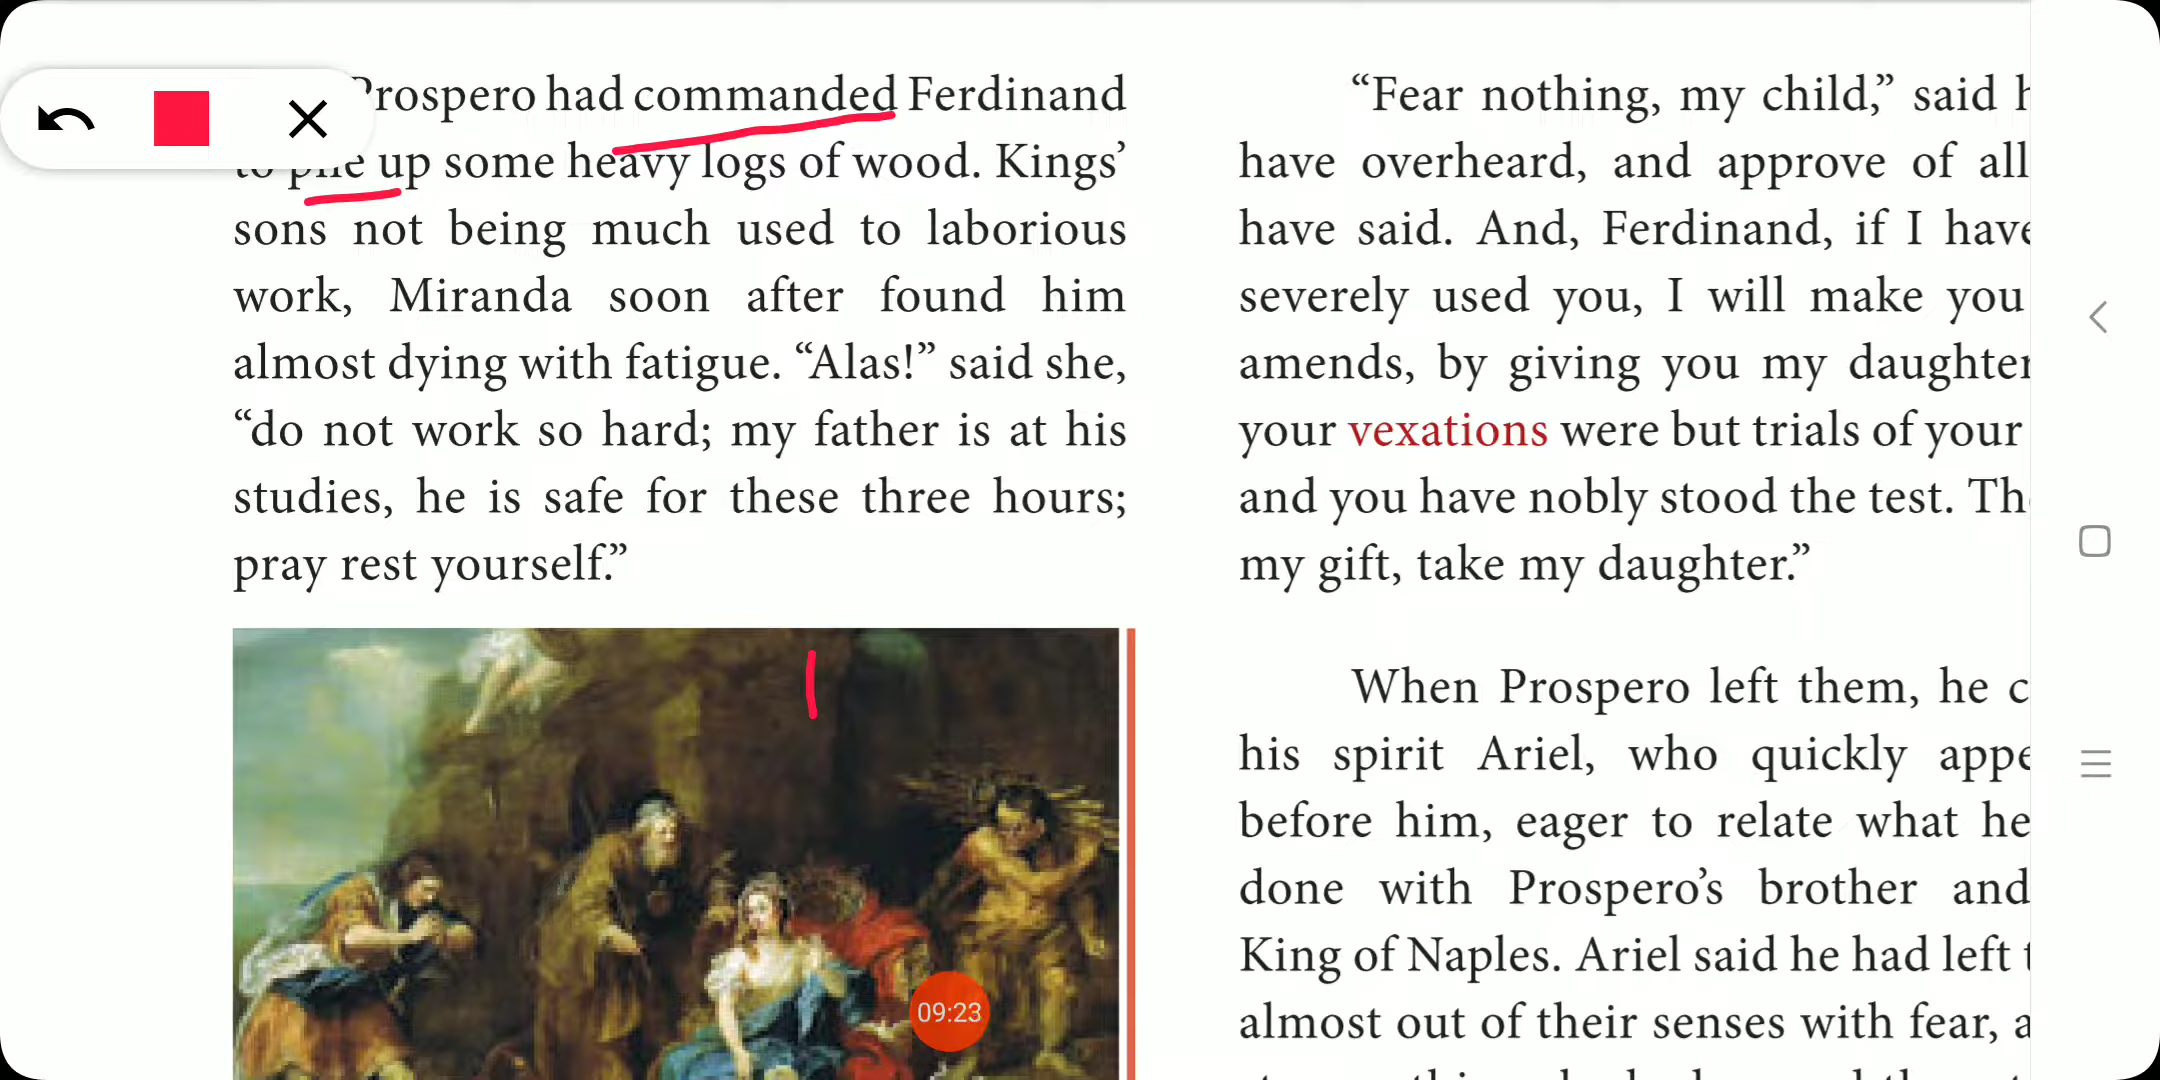 Prospero had commanded Ferdinand
to pile up some heavy logs of wood. Kings’
sons not being much used to laborious
work, Miranda soon after found him
almost dying with fatigue. “Alas!” said she,
“do not work so hard; my father is at his
studies, he is safe for these three hours;
pray rest yourself.”
09:23
“Fear nothing, my child,” said
have overheard, and approve of all
have said. And, Ferdinand, if I have
severely used you, I will make you
amends, by giving you my daughter
your vexations were but trials of your
and you have nobly stood the test. Th
my gift, take my daughter.”
When Prospero left them, he c
his spirit Ariel, who quickly appe
before him, eager to relate what he
done with Prospero’s brother and
King of Naples. Ariel said he had left
almost out of their senses with fear, a